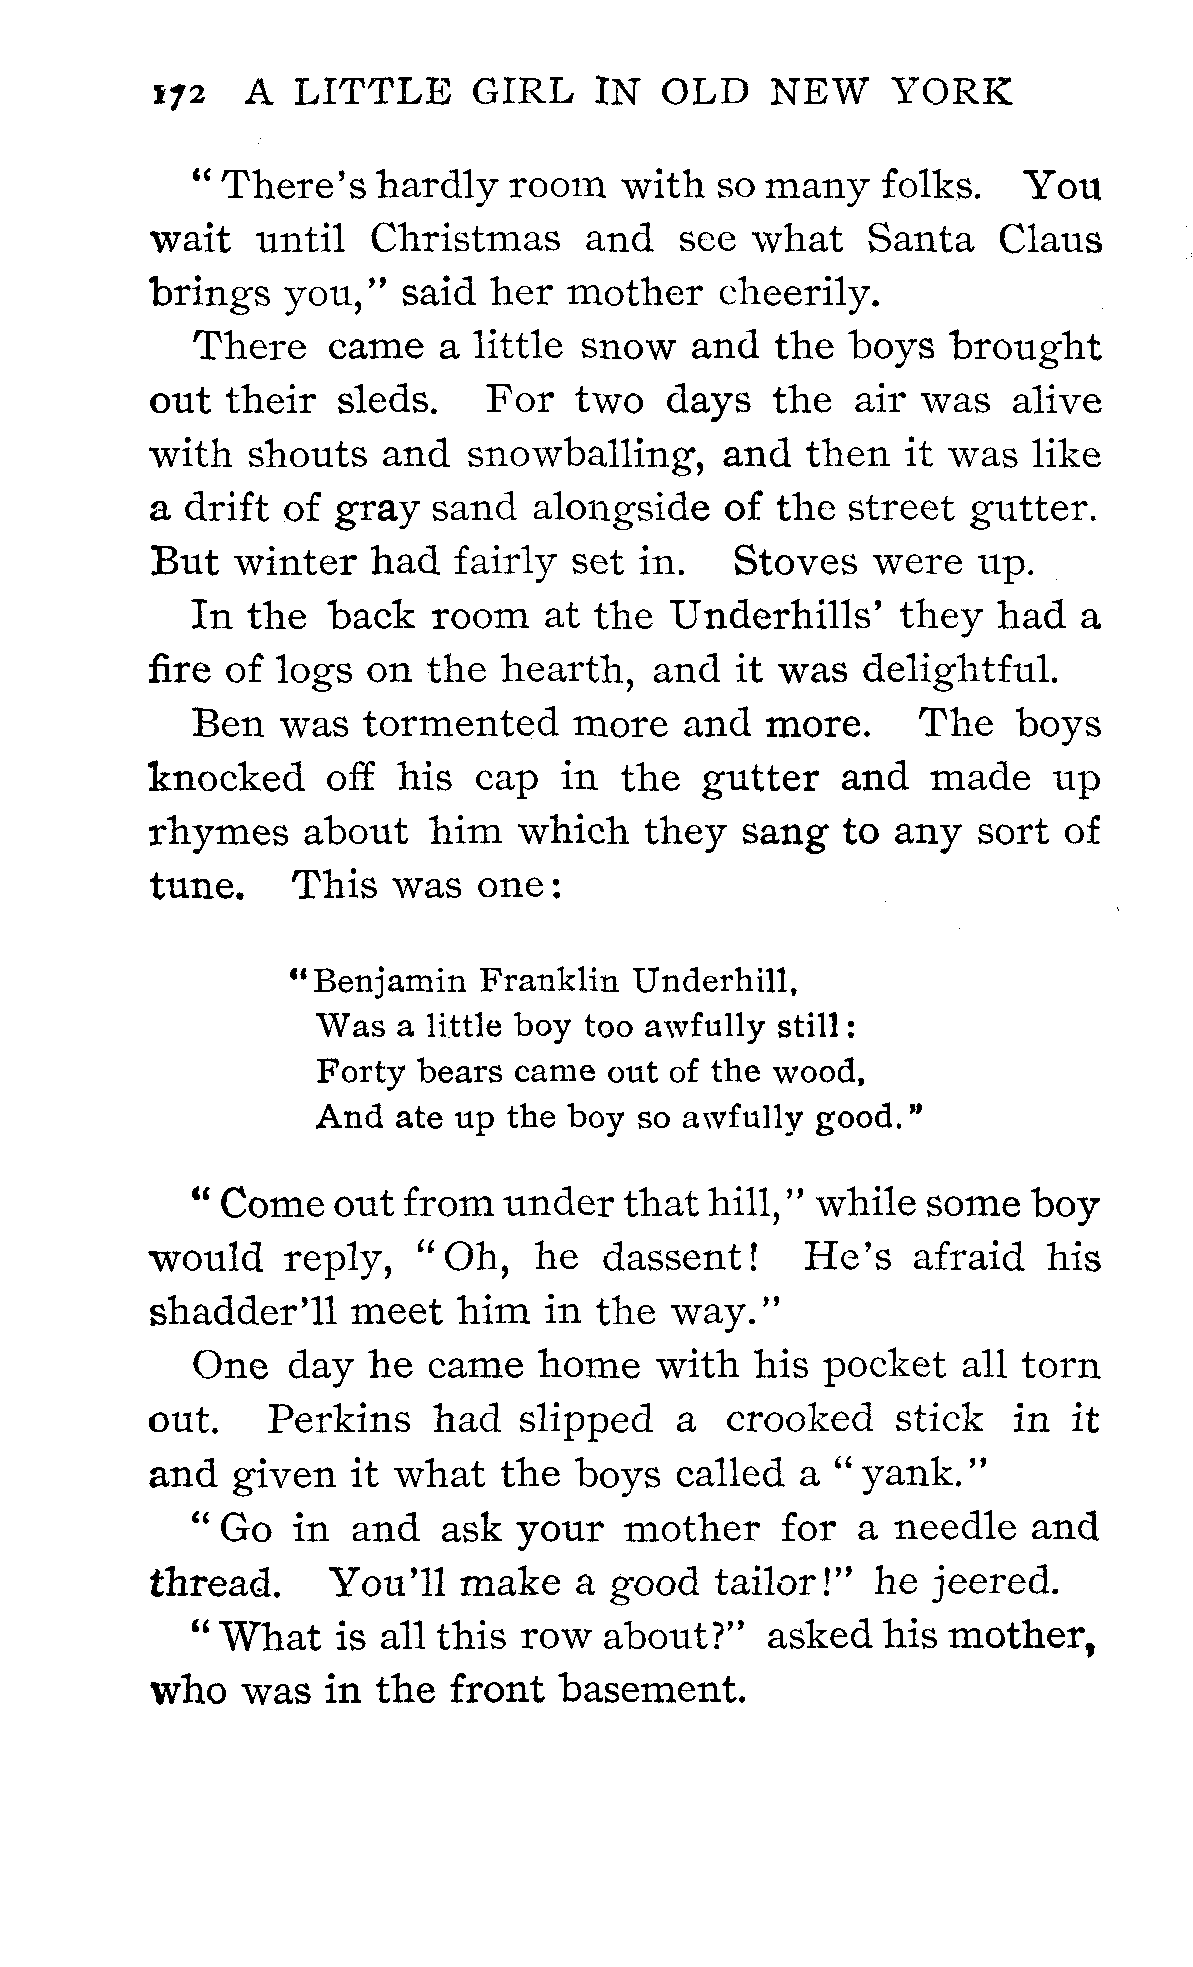 172 A LITTLE GIRL IN OLD NEW YORK
"There's hardly room with so many folks. You
wait until Christmas and see what Santa Claus
brings you," said her mother cheerily.
There came a little snow and the boys brought
out their sleds. For two days the air was alive
with shouts and snowballing, and then it was like
a drift of gray sand alongside of the street gutter.
But winter had fairly set in. Stoves were up.
In the back room at the Underhills' they had a
fire of logs on the hearth, and it was delightful.
Ben was tormented more and more. The boys
knocked off his cap in the gutter and made up
rhymes about him which they sang to any sort of
tune. This was one:
"Benjamin Franklin Underhill,
Was a little boy too awfully still:
Forty bears came out of the wood,
And ate up the boy so awfully good."
"Come out from under that hill," while some boy
would reply, "Oh, he dassent! He's afraid his
shadder'll meet him in the way."
One day he came home with his pocket all torn
out. Perkins had slipped a crooked stick in it
and given it what the boys called a "yank."
"Go in and ask your mother for a needle and
thread. You'll make a good tailor!" he jeered.
"What is all this row about?" asked his mother,
who was in the front basement.